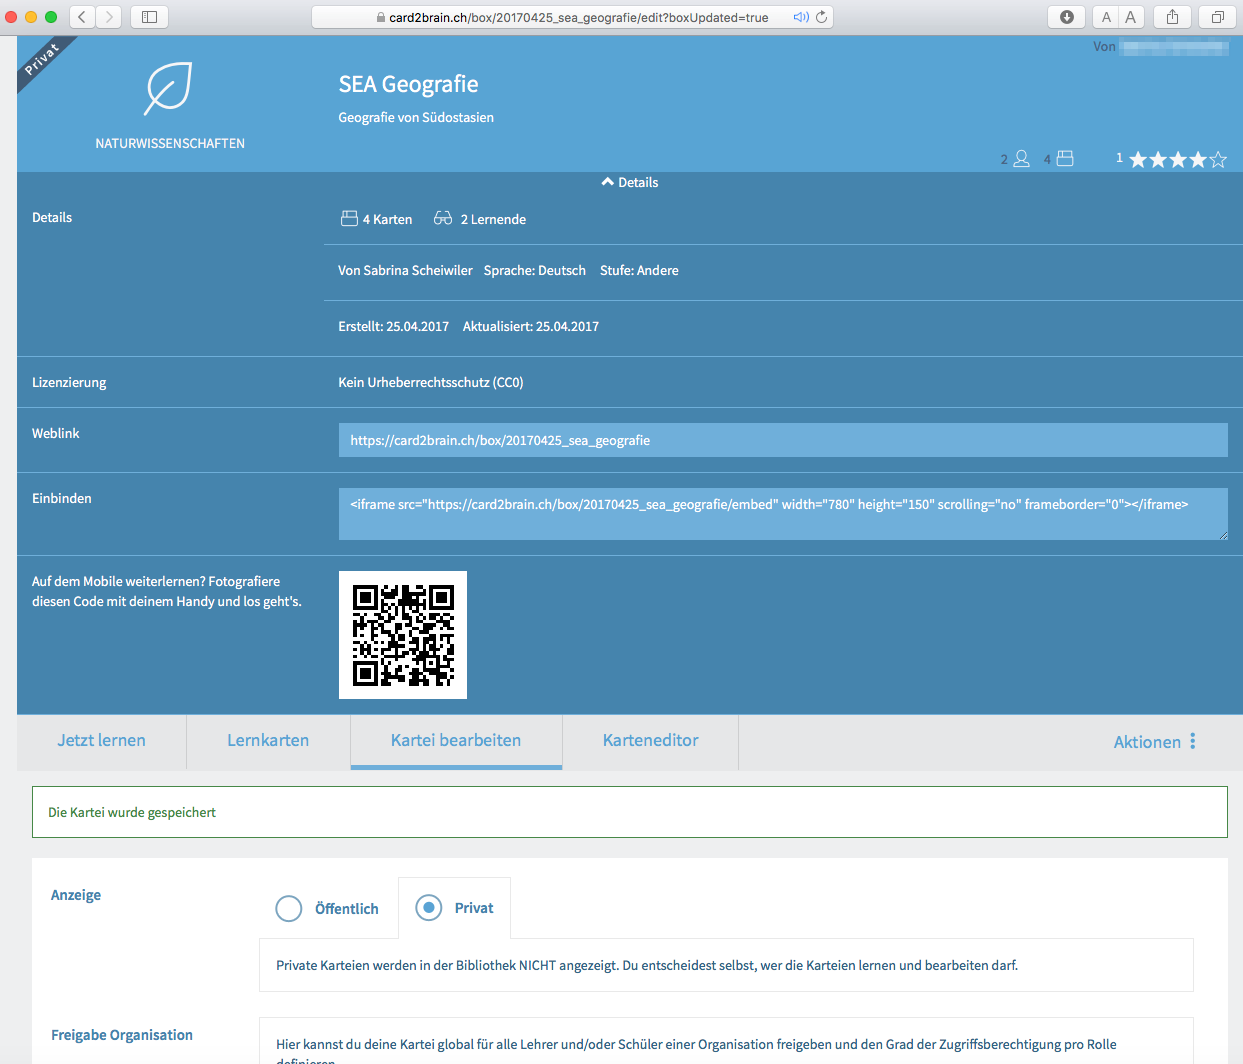 card2brain.ch/box/20170425_sea_geografie/edit?boxUpdated=true
A A
Privat
Von
SEA Geografie
Geografie von Südostasien
NATURWISSENSCHAFTEN
2 4 1
Details
Details
4 Karten 2 Lernende
Von Sabrina Scheiwiler Sprache: Deutsch Stufe: Andere
Erstellt: 25.04.2017 Aktualisiert: 25.04.2017
Lizenzierung
Kein Urheberrechtsschutz (CC0)
Weblink
https://card2brain.ch/box/20170425_sea_geografie
Einbinden
<iframe src="https://card2brain.ch/box/20170425_sea_geografie/embed" width="780" height="150" scrolling="no" frameborder="0"></iframe>
Auf dem Mobile weiterlernen? Fotografiere
diesen Code mit deinem Handy und los geht's.
Jetzt lernen Lernkarten Kartei bearbeiten Karteneditor Aktionen
Die Kartei wurde gespeichert
Anzeige
Öffentlich Privat
Private Karteien werden in der Bibliothek NICHT angezeigt. Du entscheidest selbst, wer die Karteien lernen und bearbeiten darf.
Freigabe Organisation
Hier kannst du deine Kartei global für alle Lehrer und/oder Schüler einer Organisation freigeben und den Grad der Zugriffsberechtigung pro Rolle
definieren